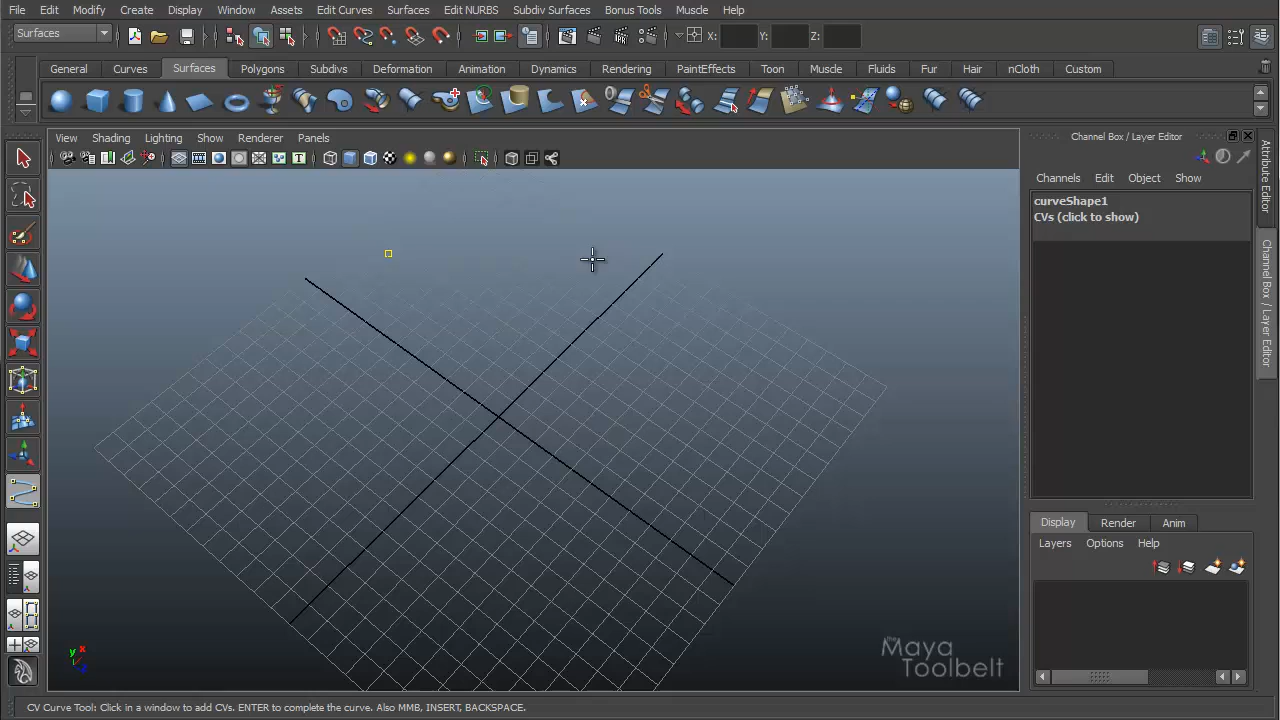 File Edit Modify Create Display Window Assets Edit Curves Surfaces Edit NURBS Subdiv Surfaces Bonus Tools Muscle Help
Surfaces X: Y: Z:
General Curves Surfaces Polygons Subdivs Deformation Animation Dynamics Rendering PaintEffects Toon Muscle Fluids Fur Hair nCloth Custom
View Shading Lighting Show Renderer Panels
Channel Box / Layer Editor
Channels Edit Object Show
curveShape1
CVs (click to show)
Attribute Editor
Channel Box / Layer Editor
Display Render Anim
Layers Options Help
y x
the
Maya
Toolbelt
CV Curve Tool: Click in a window to add CVs. ENTER to complete the curve. Also MMB, INSERT, BACKSPACE.